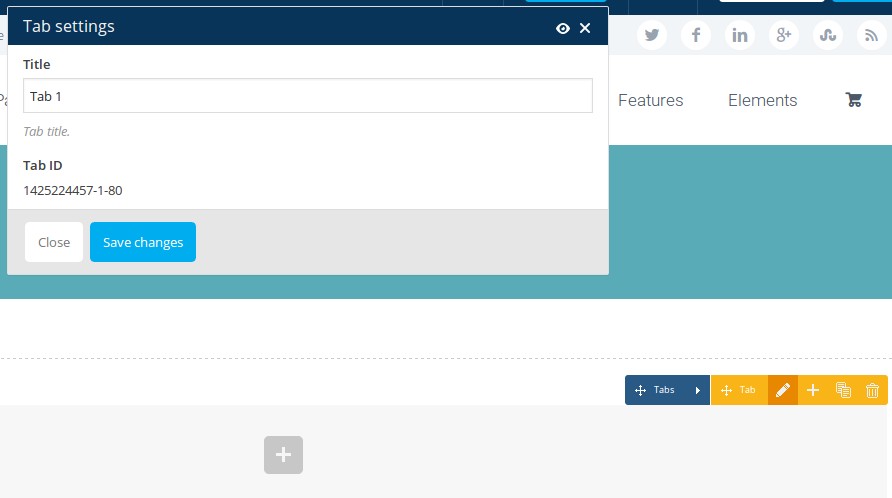 Tab settings
Title
Tab 1
Tab title.
Tab ID
1425224457-1-80
Close
Save changes
Features
Elements
Tabs
Tab